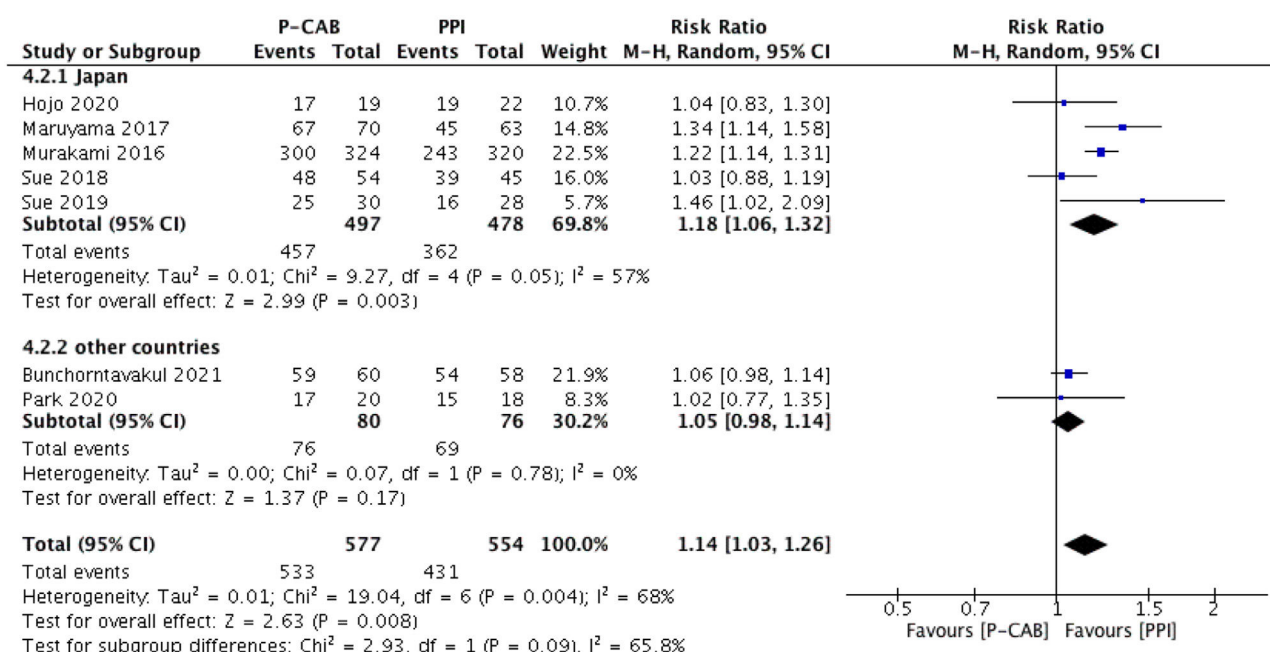 P-CAB PPI Risk Ratio Risk Ratio
Study or Subgroup Events Total Events Total Weight M-H, Random, 95% CI M-H, Random, 95% CI
4.2.1 Japan
Hojo 2020 17 19 19 22 10.7% 1.04 [0.83, 1.30]
Maruyama 2017 67 70 45 63 14.8% 1.34 [1.14, 1.58]
Murakami 2016 300 324 243 320 22.5% 1.22 [1.14, 1.31]
Sue 2018 48 54 39 45 16.0% 1.03 [0.88, 1.19]
Sue 2019 25 30 16 28 5.7% 1.46 [1.02, 2.09]
Subtotal (95% CI) 497 478 69.8% 1.18 [1.06, 1.32]
Total events 457 362
Heterogeneity: Tau² = 0.01; Chi² = 9.27, df = 4 (P = 0.05); I² = 57%
Test for overall effect: Z = 2.99 (P = 0.003)
4.2.2 other countries
Bunchorntavakul 2021 59 60 54 58 21.9% 1.06 [0.98, 1.14]
Park 2020 17 20 15 18 8.3% 1.02 [0.77, 1.35]
Subtotal (95% CI) 80 76 30.2% 1.05 [0.98, 1.14]
Total events 76 69
Heterogeneity: Tau² = 0.00; Chi² = 0.07, df = 1 (P = 0.78); I² = 0%
Test for overall effect: Z = 1.37 (P = 0.17)
Total (95% CI) 577 554 100.0% 1.14 [1.03, 1.26]
Total events 533 431
Heterogeneity: Tau² = 0.01; Chi² = 19.04, df = 6 (P = 0.004); I² = 68%
Test for overall effect: Z = 2.63 (P = 0.008)
Test for subgroup differences: Chi² = 2.93, df = 1 (P = 0.09), I² = 65.8%
0.5 0.7 1 1.5 2
Favours [P-CAB] Favours [PPI]